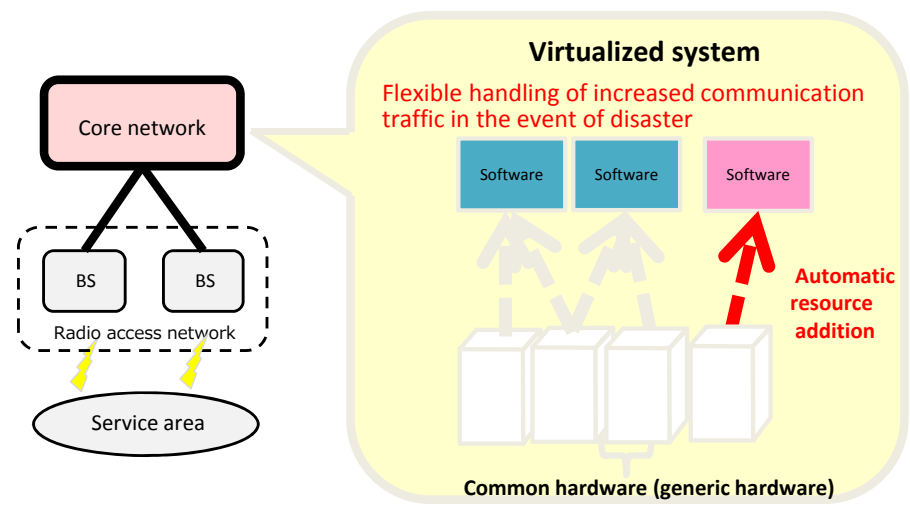 Core network
BS
BS
Radio access network
Service area
Virtualized system
Flexible handling of increased communication
traffic in the event of disaster
Software
Software
Software
Automatic
resource
addition
Common hardware (generic hardware)